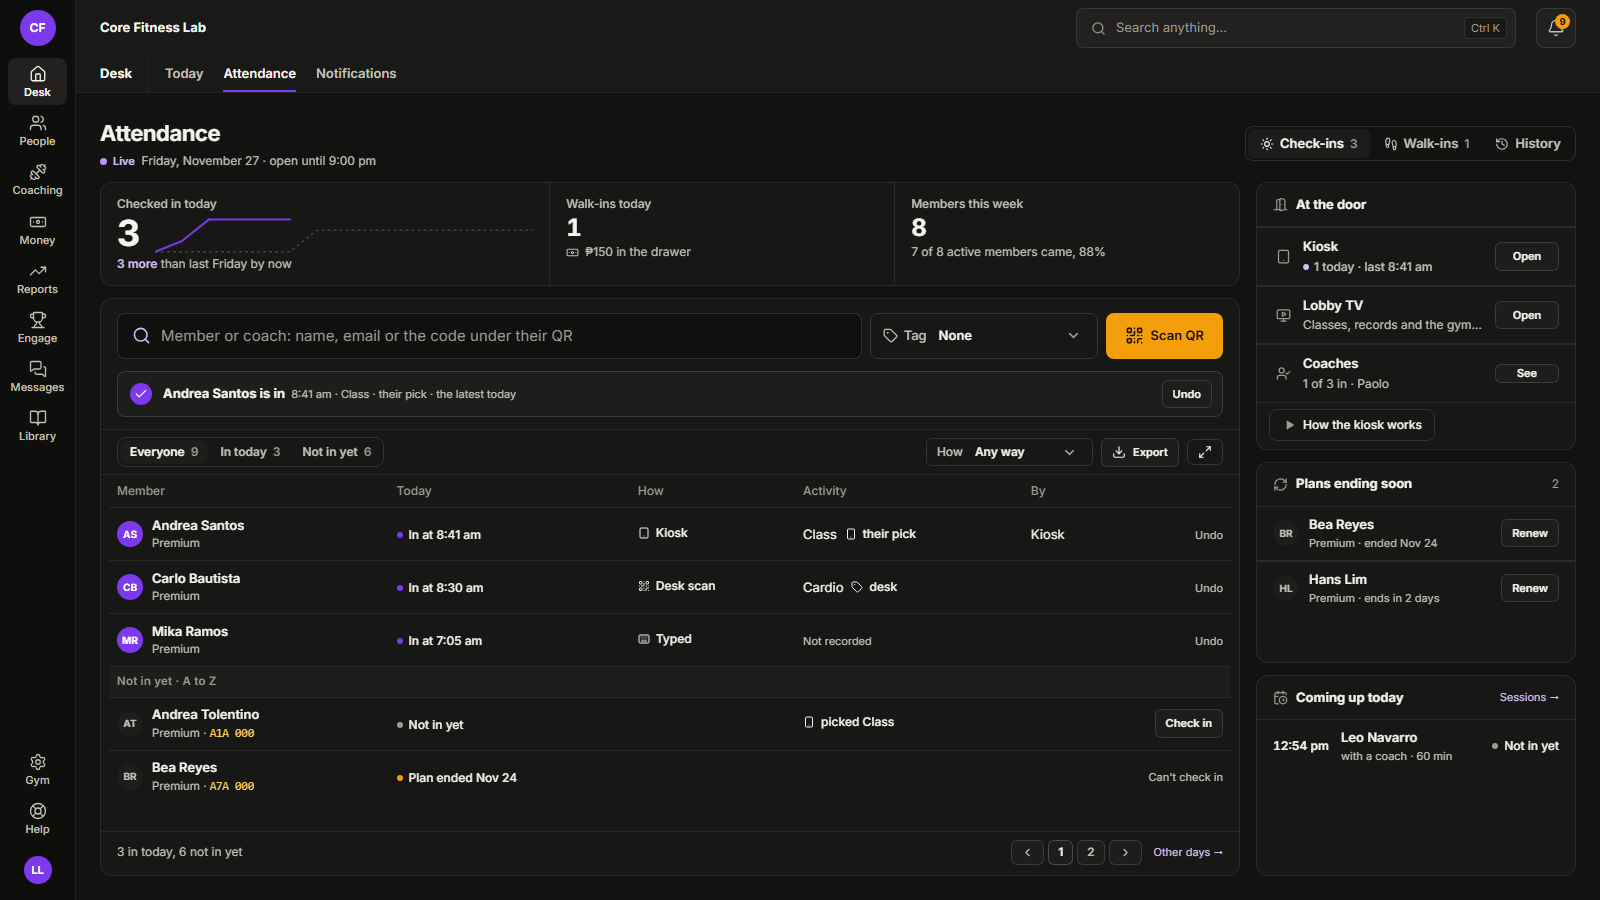 CF
Core Fitness Lab
Search anything...
Ctrl K
9
Desk
Today
Attendance
Notifications
Desk
People
Coaching
Money
Reports
Engage
Messages
Library
Gym
Help
LL
Attendance
Live Friday, November 27 · open until 9:00 pm
Check-ins 3
Walk-ins 1
History
Checked in today
3
3 more than last Friday by now
Walk-ins today
1
₱150 in the drawer
Members this week
8
7 of 8 active members came, 88%
Member or coach: name, email or the code under their QR
Tag None
Scan QR
Andrea Santos is in 8:41 am · Class · their pick · the latest today
Undo
Everyone 9
In today 3
Not in yet 6
How Any way
Export
Member Today How Activity By
AS Andrea Santos
Premium
In at 8:41 am
Kiosk
Class their pick
Kiosk
Undo
CB Carlo Bautista
Premium
In at 8:30 am
Desk scan
Cardio desk
Undo
MR Mika Ramos
Premium
In at 7:05 am
Typed
Not recorded
Undo
Not in yet · A to Z
AT Andrea Tolentino
Premium · A1A 000
Not in yet
picked Class
Check in
BR Bea Reyes
Premium · A7A 000
Plan ended Nov 24
Can't check in
3 in today, 6 not in yet
1 2
Other days →
At the door
Kiosk
1 today · last 8:41 am
Open
Lobby TV
Classes, records and the gym...
Open
Coaches
1 of 3 in · Paolo
See
How the kiosk works
Plans ending soon 2
BR Bea Reyes
Premium · ended Nov 24
Renew
HL Hans Lim
Premium · ends in 2 days
Renew
Coming up today
Sessions →
12:54 pm
Leo Navarro
with a coach · 60 min
Not in yet